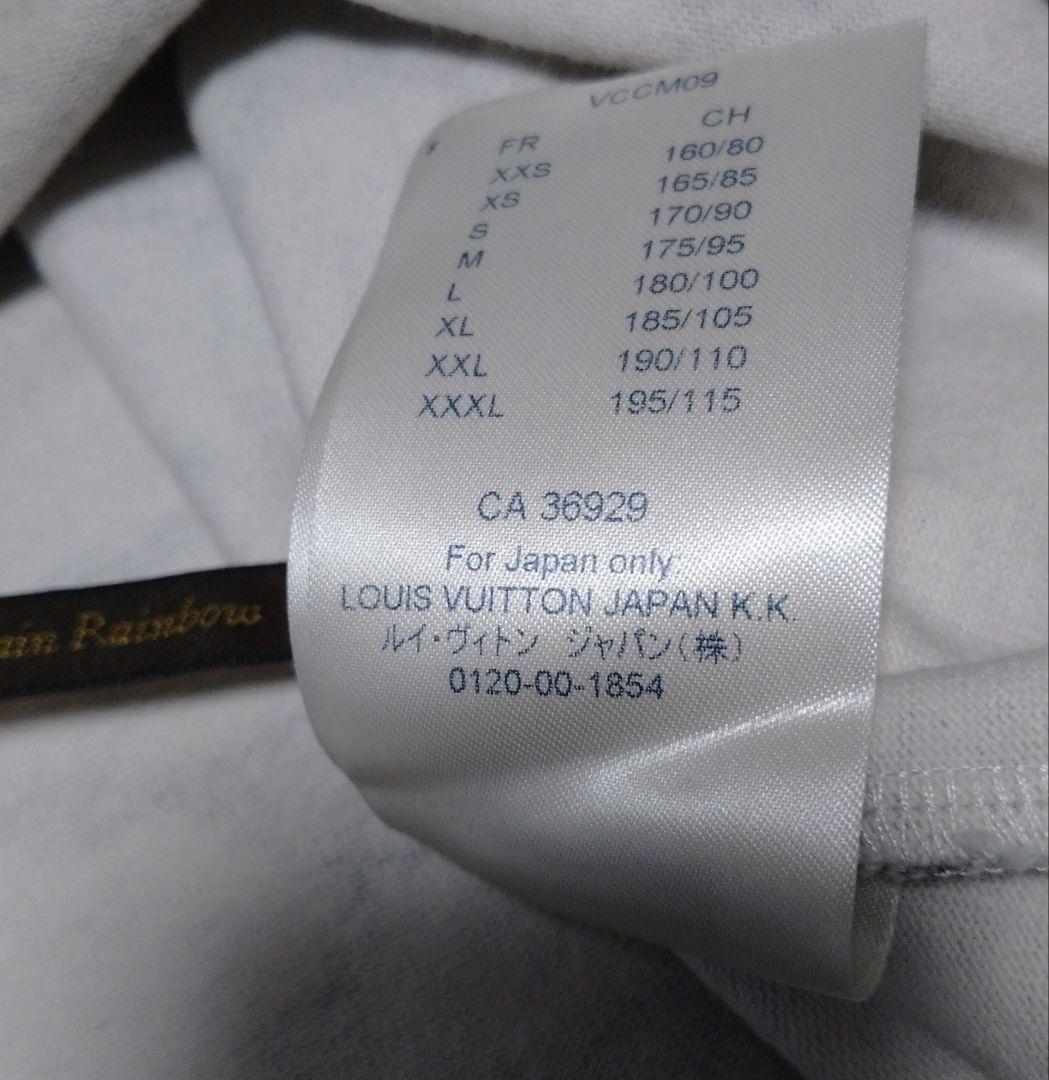 VCCM09
FR CH
XXS 160/80
XS 165/85
S 170/90
M 175/95
L 180/100
XL 185/105
XXL 190/110
XXXL 195/115
CA 36929
For Japan only:
LOUIS VUITTON JAPAN K.K.
ルイ・ヴィトン ジャパン(株)
0120-00-1854
Rainbow